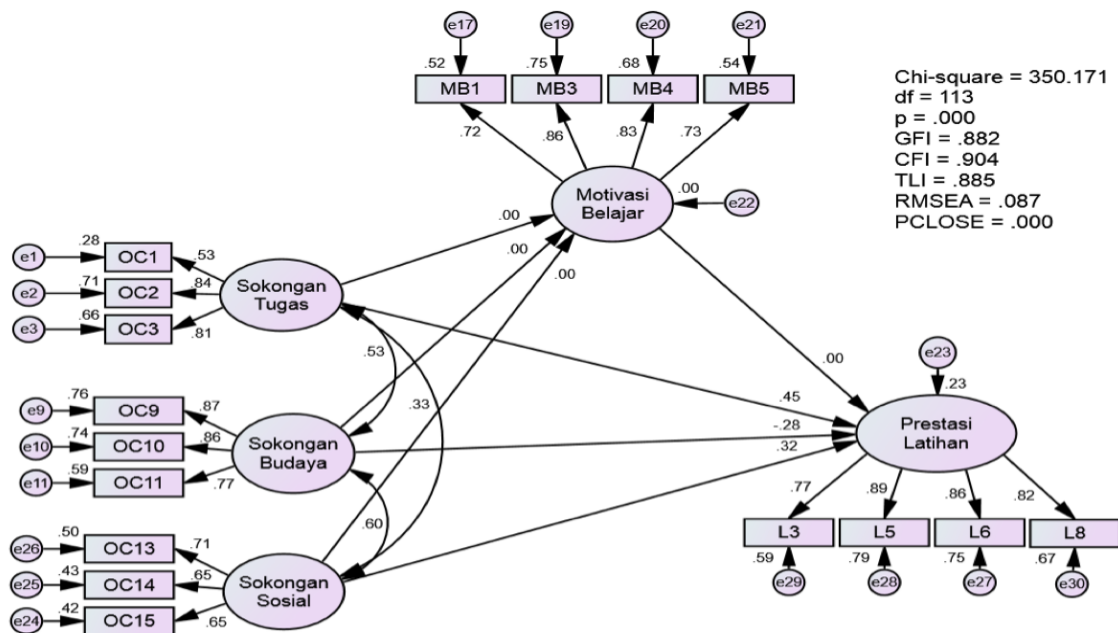 e17
e19
e20
e21
.52
.75
.68
.54
MB1
MB3
MB4
MB5
.72
.86
.83
.73
Chi-square = 350.171
df = 113
p = .000
GFI = .882
CFI = .904
TLI = .885
RMSEA = .087
PCLOSE = .000
Motivasi
Belajar
.00
e22
.00
.00
.00
e1
.28
OC1
.53
e2
.71
OC2
.84
e3
.66
OC3
.81
Sokongan
Tugas
.53
.33
.00
e23
.23
.45
-.28
.32
Prestasi
Latihan
e9
.76
OC9
.87
e10
.74
OC10
.86
e11
.59
OC11
.77
Sokongan
Budaya
.60
e26
.50
OC13
.71
e25
.43
OC14
.65
e24
.42
OC15
.65
Sokongan
Sosial
.77
.89
.86
.82
L3
L5
L6
L8
.59
.79
.75
.67
e29
e28
e27
e30